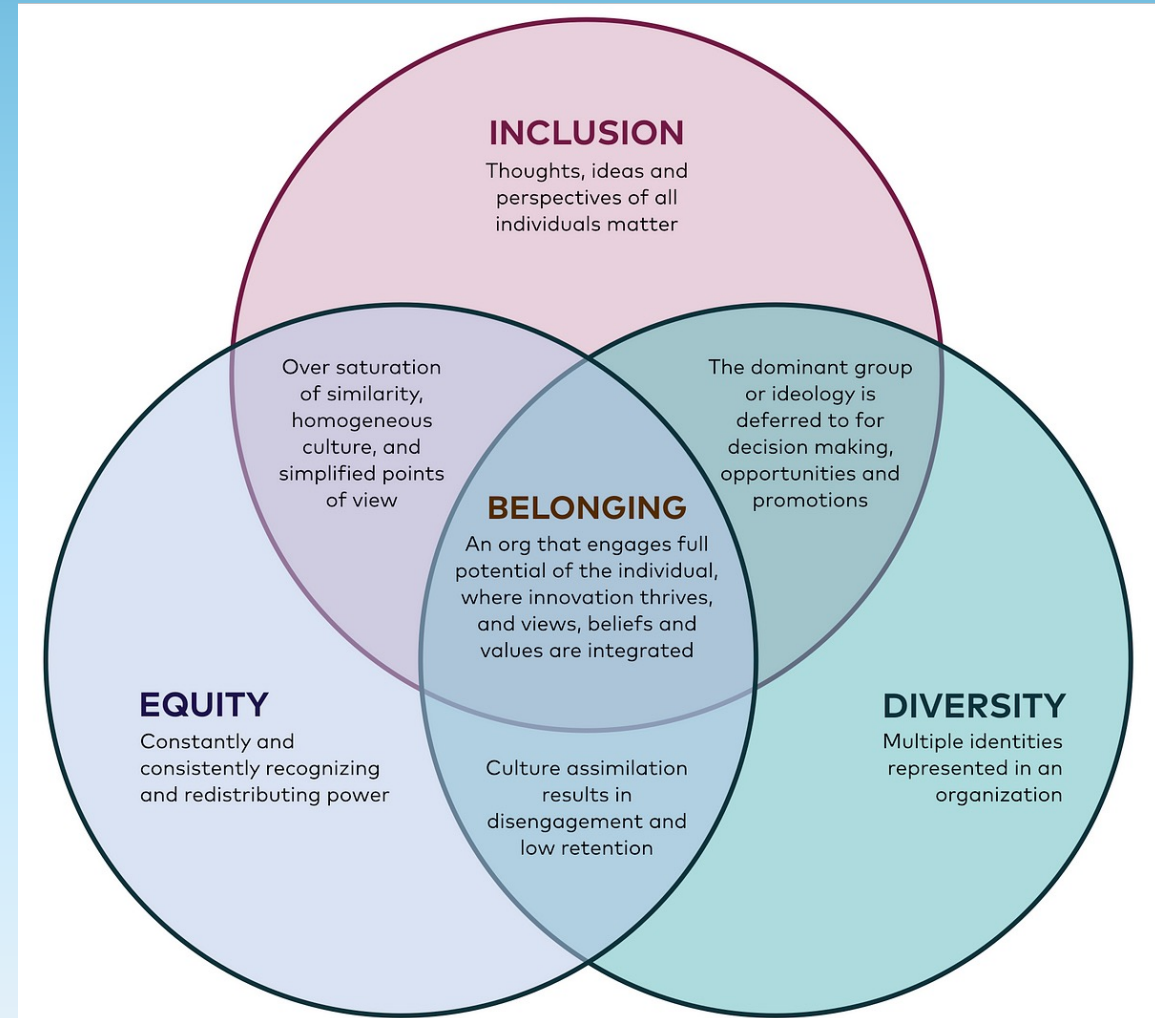 INCLUSION
Thoughts, ideas and
perspectives of all
individuals matter
Over saturation
of similarity,
homogeneous
culture, and
simplified points
of view
The dominant group
or ideology is
deferred to for
decision making,
opportunities and
promotions
BELONGING
An org that engages full
potential of the individual,
where innovation thrives,
and views, beliefs and
values are integrated
EQUITY
Constantly and
consistently recognizing
and redistributing power
DIVERSITY
Multiple identities
represented in an
organization
Culture assimilation
results in
disengagement and
low retention